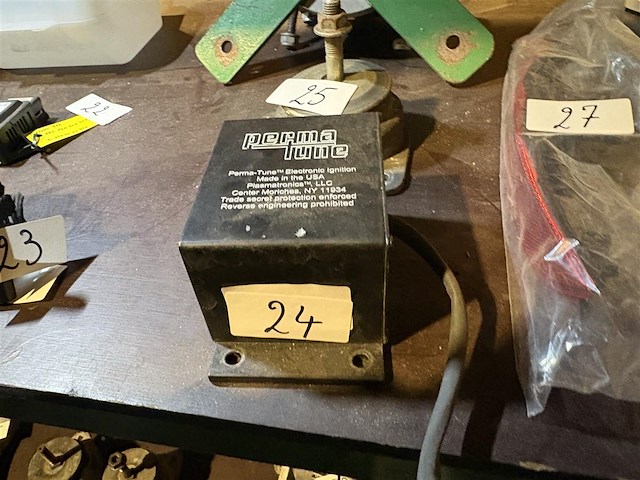 22
25
27
perma
tune
Perma-Tune™ Electronic Ignition
Made in the USA
Plasmatronics™, LLC
Center Moriches, NY 11934
Trade secret protection enforced
Reverse engineering prohibited
23
24